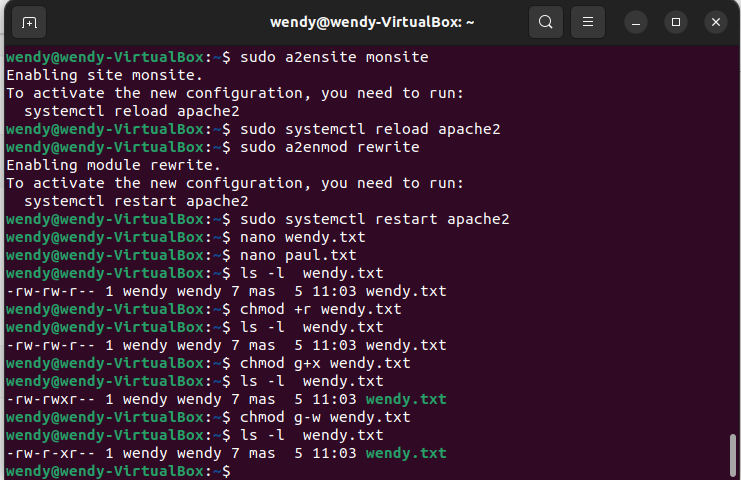 wendy@wendy-VirtualBox: ~
wendy@wendy-VirtualBox:~$ sudo a2ensite monsite
Enabling site monsite.
To activate the new configuration, you need to run:
  systemctl reload apache2
wendy@wendy-VirtualBox:~$ sudo systemctl reload apache2
wendy@wendy-VirtualBox:~$ sudo a2enmod rewrite
Enabling module rewrite.
To activate the new configuration, you need to run:
  systemctl restart apache2
wendy@wendy-VirtualBox:~$ sudo systemctl restart apache2
wendy@wendy-VirtualBox:~$ nano wendy.txt
wendy@wendy-VirtualBox:~$ nano paul.txt
wendy@wendy-VirtualBox:~$ ls -l  wendy.txt
-rw-rw-r-- 1 wendy wendy 7 mas  5 11:03 wendy.txt
wendy@wendy-VirtualBox:~$ chmod +r wendy.txt
wendy@wendy-VirtualBox:~$ ls -l  wendy.txt
-rw-rw-r-- 1 wendy wendy 7 mas  5 11:03 wendy.txt
wendy@wendy-VirtualBox:~$ chmod g+x wendy.txt
wendy@wendy-VirtualBox:~$ ls -l  wendy.txt
-rw-rwxr-- 1 wendy wendy 7 mas  5 11:03 wendy.txt
wendy@wendy-VirtualBox:~$ chmod g-w wendy.txt
wendy@wendy-VirtualBox:~$ ls -l  wendy.txt
-rw-r-xr-- 1 wendy wendy 7 mas  5 11:03 wendy.txt
wendy@wendy-VirtualBox:~$